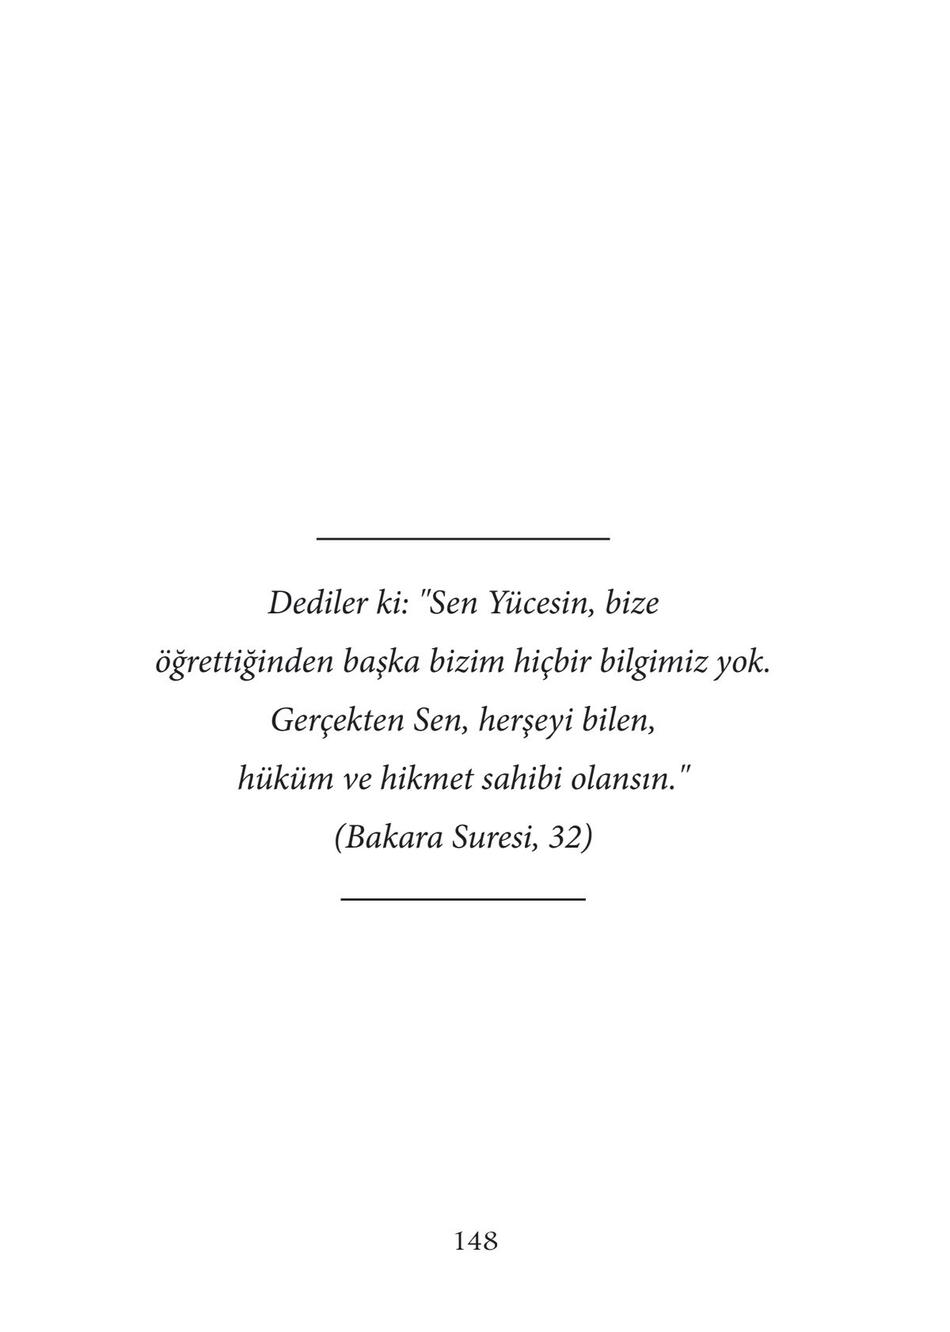 Dediler ki: "Sen Yücesin, bize
öğrettiğinden başka bizim hiçbir bilgimiz yok.
Gerçekten Sen, herşeyi bilen,
hüküm ve hikmet sahibi olansın."
(Bakara Suresi, 32)
148